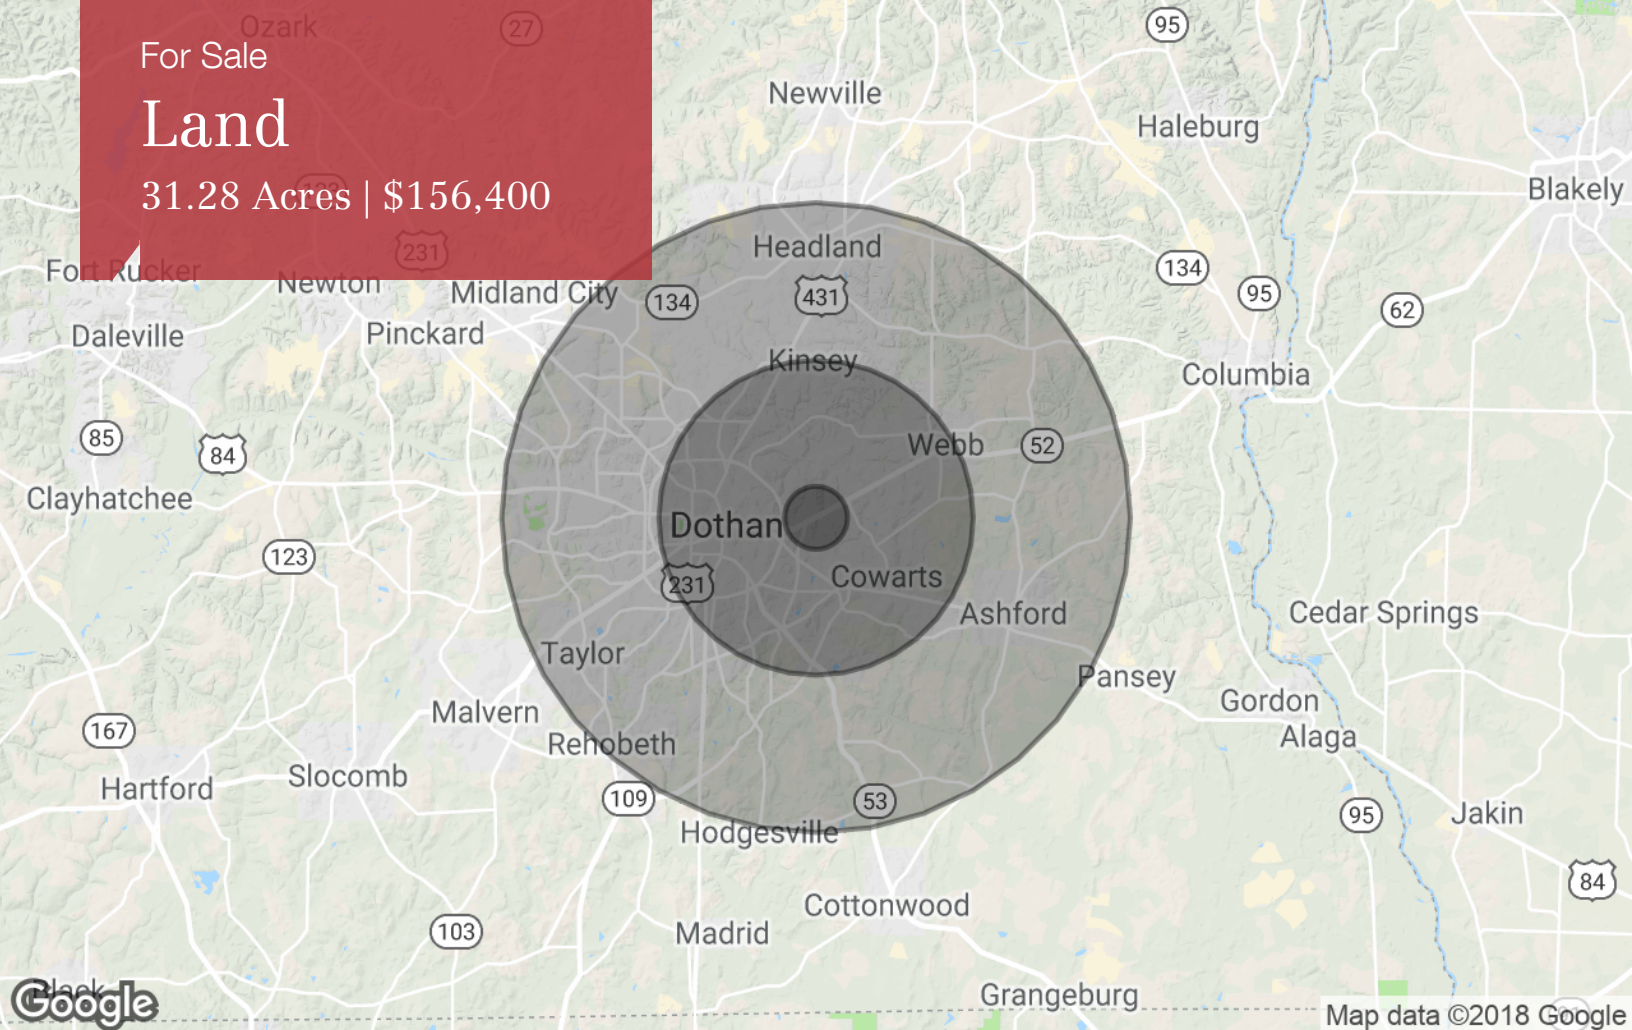 For Sale
Land
31.28 Acres | $156,400
Ozark
27
95
Newville
Haleburg
Blakely
123
231
Headland
Fort Rucker
Newton
Midland City
134
431
134
95
62
Daleville
Pinckard
Kinsey
Columbia
85
84
Webb
52
Clayhatchee
Dothan
123
231
Cowarts
Ashford
Cedar Springs
Taylor
Pansey
Gordon
Malvern
167
Rehobeth
Alaga
Hartford
Slocomb
109
53
95
Jakin
Hodgesville
84
Cottonwood
103
Madrid
Black
Google
Grangeburg
Map data ©2018 Google